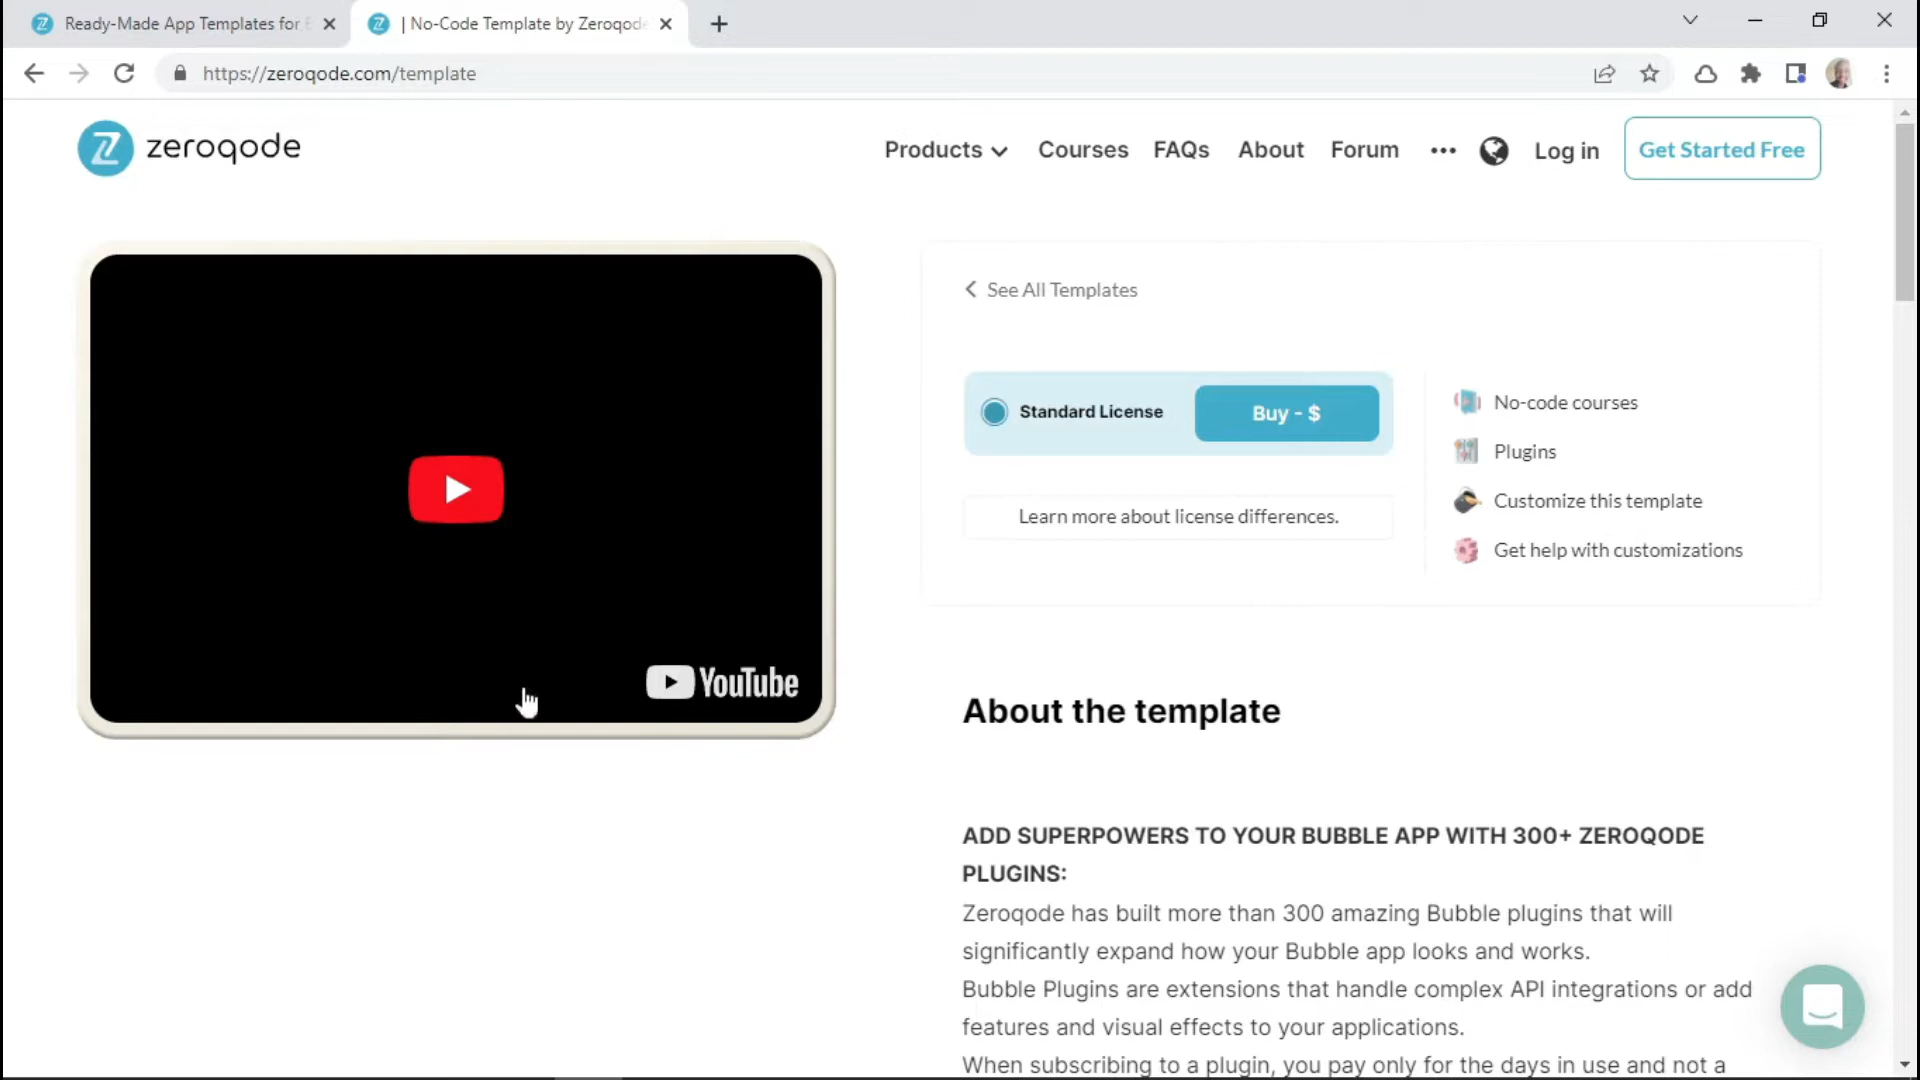 Ready-Made App Templates for
| No-Code Template by Zeroqode
https://zeroqode.com/template
zeroqode
Products
Courses
FAQs
About
Forum
Log in
Get Started Free
See All Templates
Standard License
Buy - $
Learn more about license differences.
No-code courses
Plugins
Customize this template
Get help with customizations
YouTube
About the template
ADD SUPERPOWERS TO YOUR BUBBLE APP WITH 300+ ZEROQODE
PLUGINS:
Zeroqode has built more than 300 amazing Bubble plugins that will
significantly expand how your Bubble app looks and works.
Bubble Plugins are extensions that handle complex API integrations or add
features and visual effects to your applications.
When subscribing to a plugin, you pay only for the days in use and not a